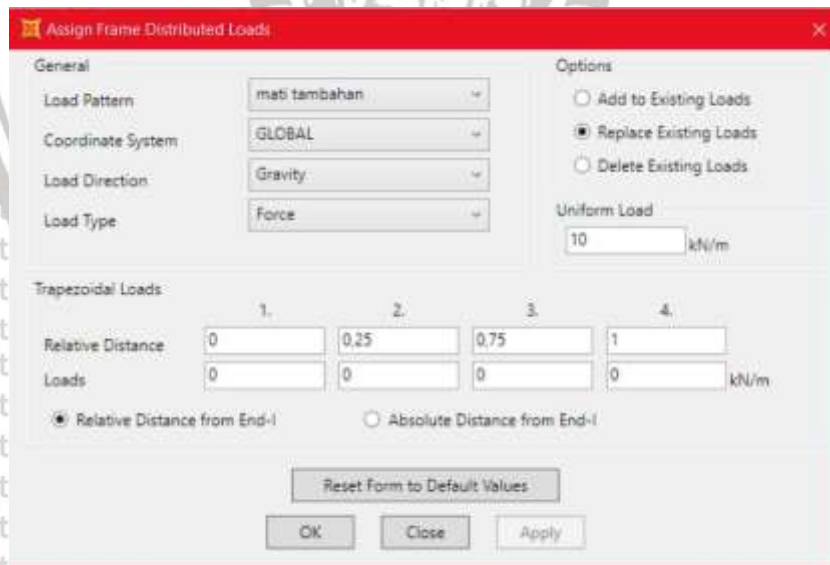 Assign Frame Distributed Loads
General
Load Pattern mati tambahan
Coordinate System GLOBAL
Load Direction Gravity
Load Type Force
Options
Add to Existing Loads
Replace Existing Loads
Delete Existing Loads
Uniform Load
10 kN/m
Trapezoidal Loads
1. 2. 3. 4.
Relative Distance 0 0,25 0,75 1
Loads 0 0 0 0 kN/m
Relative Distance from End-I Absolute Distance from End-I
Reset Form to Default Values
OK Close Apply